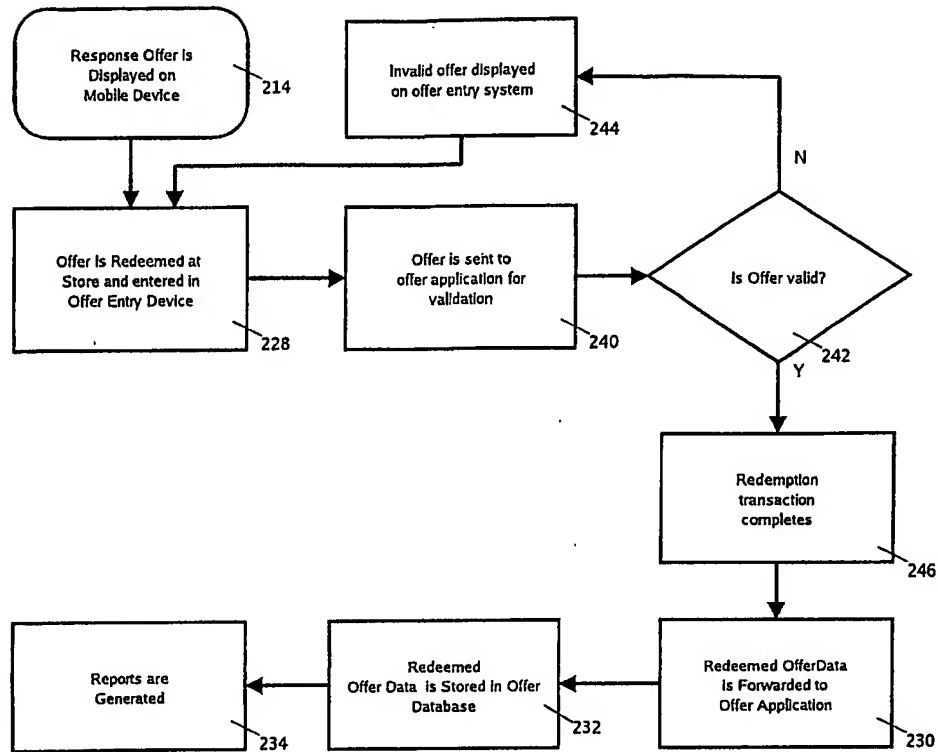 Response Offer is
Displayed on
Mobile Device
214
Invalid offer displayed
on offer entry system
244
N
Offer is Redeemed at
Store and entered in
Offer Entry Device
228
Offer is sent to
offer application for
validation
240
Is Offer valid?
242
Y
Redemption
transaction
completes
246
Reports are
Generated
234
Redeemed
Offer Data is Stored in Offer
Database
232
Redeemed OfferData
is Forwarded to
Offer Application
230